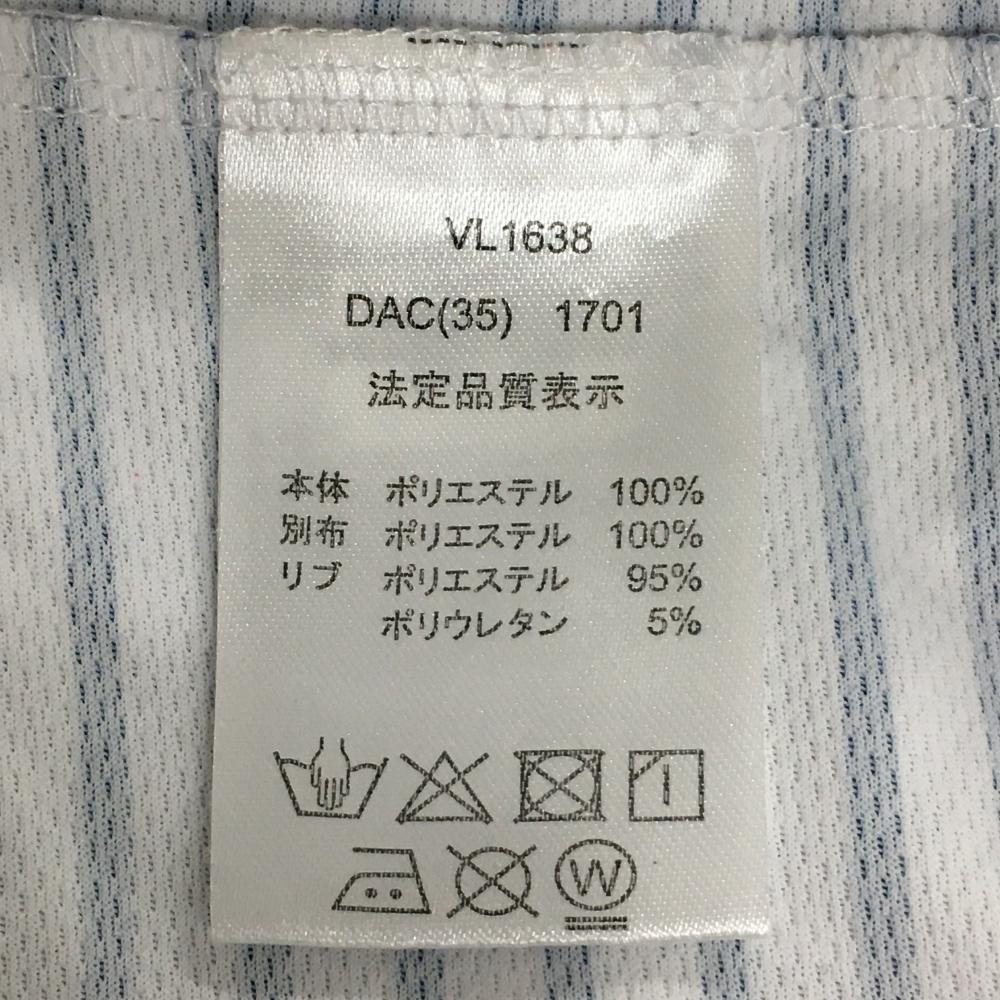 VL1638
DAC(35) 1701
法定品質表示
本体 ポリエステル 100%
別布 ポリエステル 100%
リブ ポリエステル 95%
ポリウレタン 5%
W